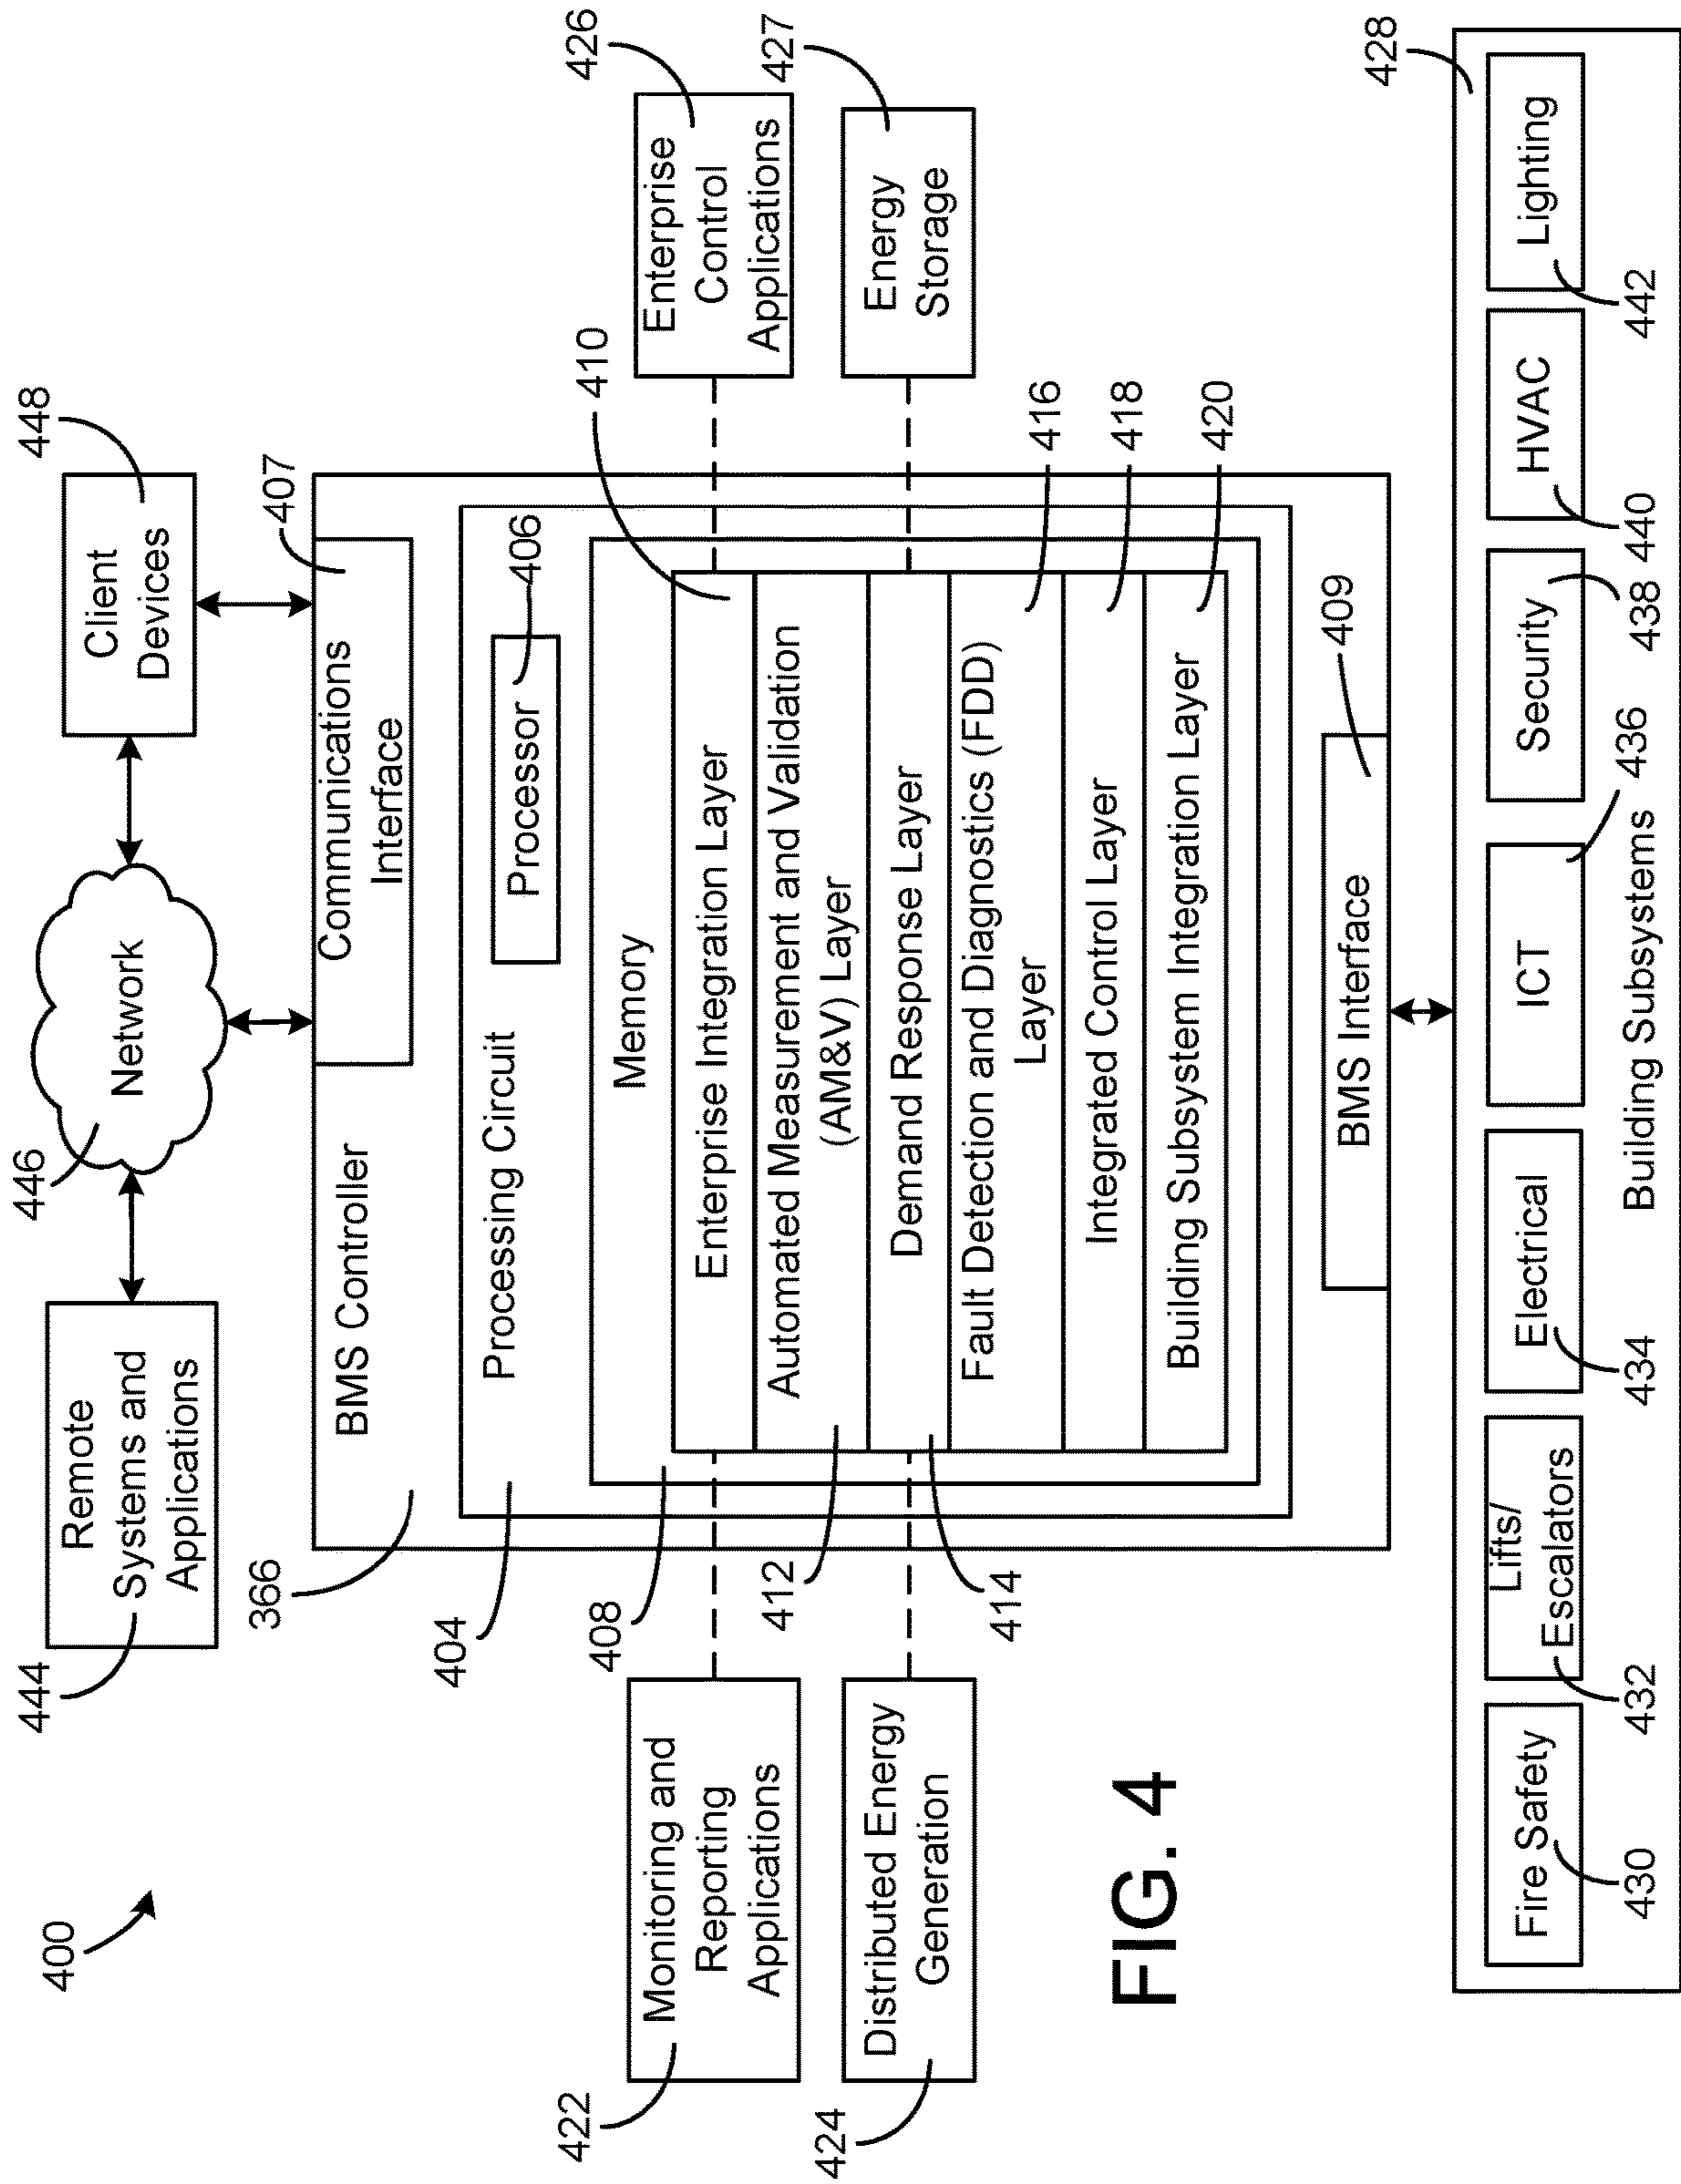 400
444
Remote
Systems and
Applications
446
Network
Client
Devices
448
366
BMS Controller
Communications
Interface
407
404
Processing Circuit
Processor
406
408
Memory
410
Enterprise Integration Layer
Automated Measurement and Validation
(AM&V) Layer
412
Demand Response Layer
414
Fault Detection and Diagnostics (FDD)
Layer
416
Integrated Control Layer
418
Building Subsystem Integration Layer
420
422
Monitoring and
Reporting
Applications
424
Distributed Energy
Generation
Enterprise
Control
Applications
426
Energy
Storage
427
BMS Interface
409
428
Fire Safety
430
Lifts/
Escalators
432
Electrical
434
ICT
436
Security
438
HVAC
440
Lighting
442
Building Subsystems
FIG. 4